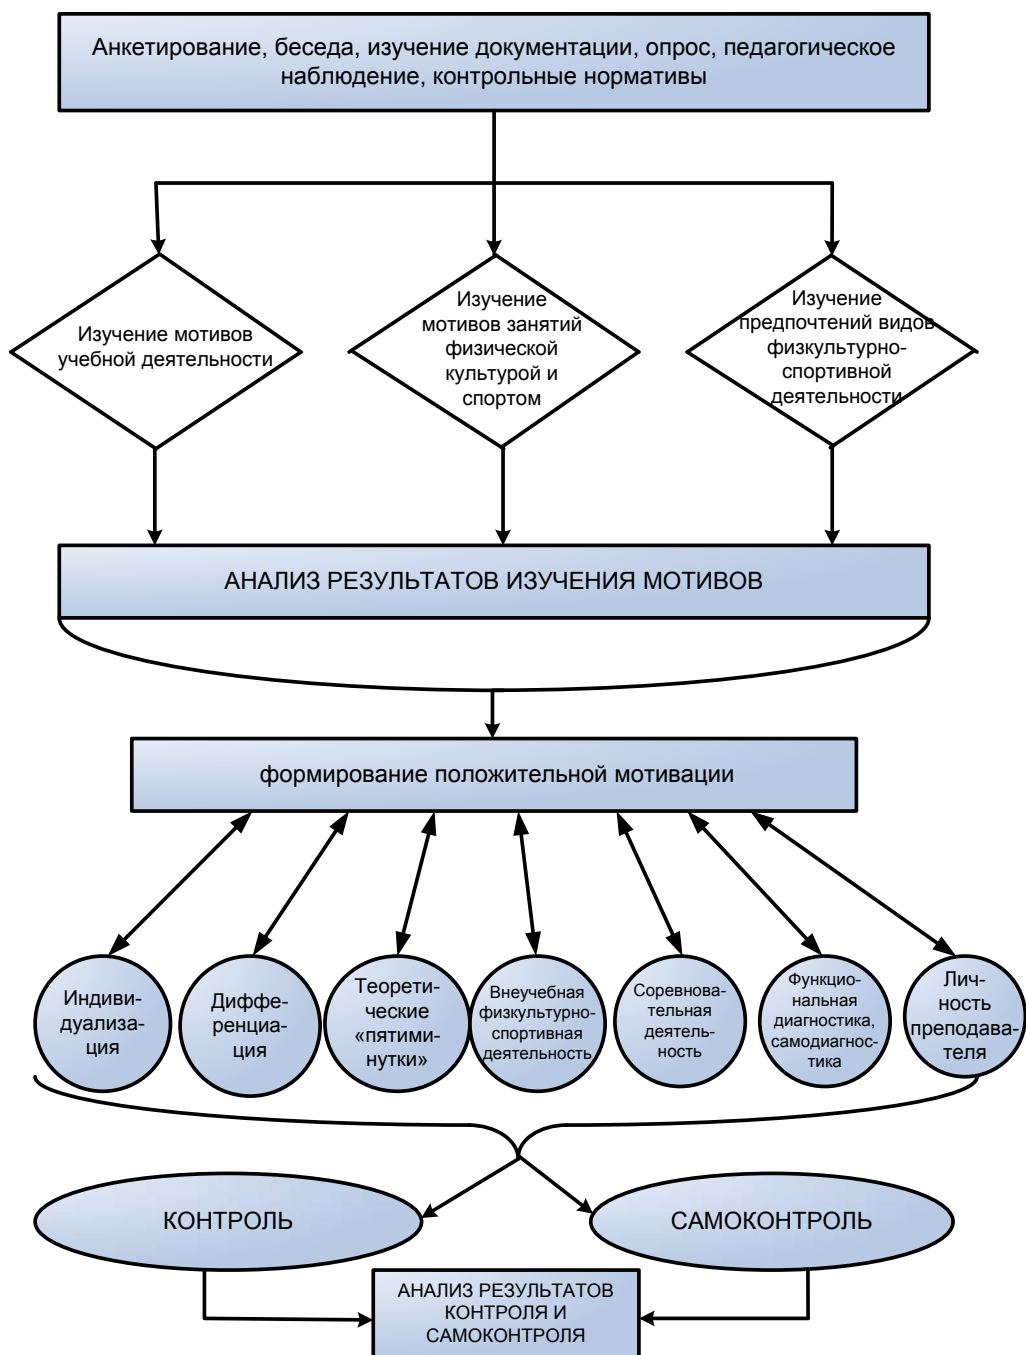 Анкетирование, беседа, изучение документации, опрос, педагогическое
наблюдение, контрольные нормативы
Изучение мотивов
учебной деятельности
Изучение
мотивов занятий
физической
культурой и
спортом
Изучение
предпочтений видов
физкультурно-
спортивной
деятельности
АНАЛИЗ РЕЗУЛЬТАТОВ ИЗУЧЕНИЯ МОТИВОВ
формирование положительной мотивации
Индиви-
дуализа-
ция
Диффе-
ренциа-
ция
Теорети-
ческие
«пятими-
нутки»
Внеучебная
физкультурно-
спортивная
деятельность
Соревнова-
тельная
деятель-
ность
Функцио-
нальная
диагностика,
самодиагнос-
тика
Лич-
ность
преподава-
теля
КОНТРОЛЬ
САМОКОНТРОЛЬ
АНАЛИЗ РЕЗУЛЬТАТОВ
КОНТРОЛЯ И
САМОКОНТРОЛЯ